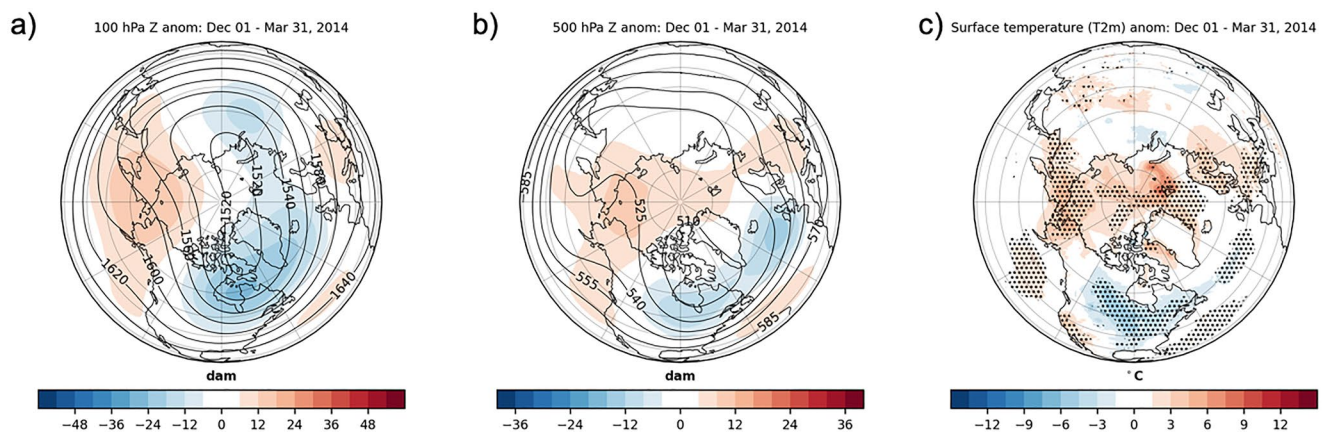 a)
100 hPa Z anom: Dec 01 - Mar 31, 2014
1580
1520
1540
1520
1560
1600
1620
1640
dam
−48 −36 −24 −12 0 12 24 36 48
b)
500 hPa Z anom: Dec 01 - Mar 31, 2014
585
525
510
570
555
540
585
dam
−36 −24 −12 0 12 24 36
c)
Surface temperature (T2m) anom: Dec 01 - Mar 31, 2014
°C
−12 −9 −6 −3 0 3 6 9 12